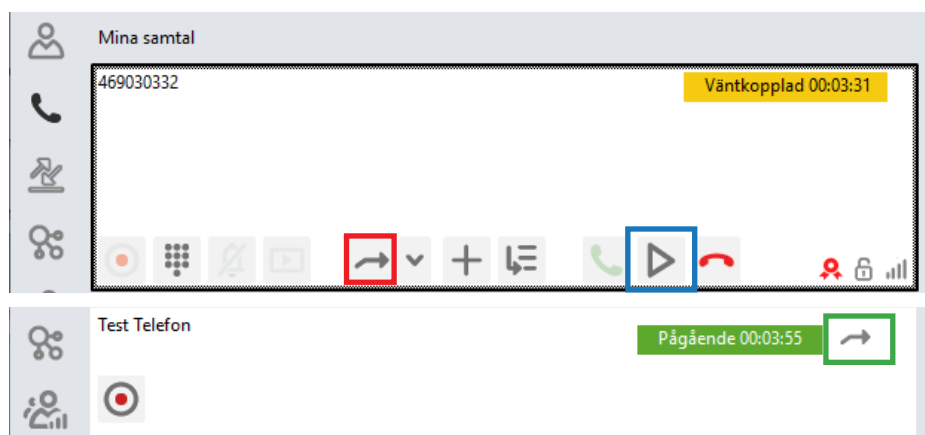 Mina samtal
469030332
Väntkopplad 00:03:31
Test Telefon
Pågående 00:03:55